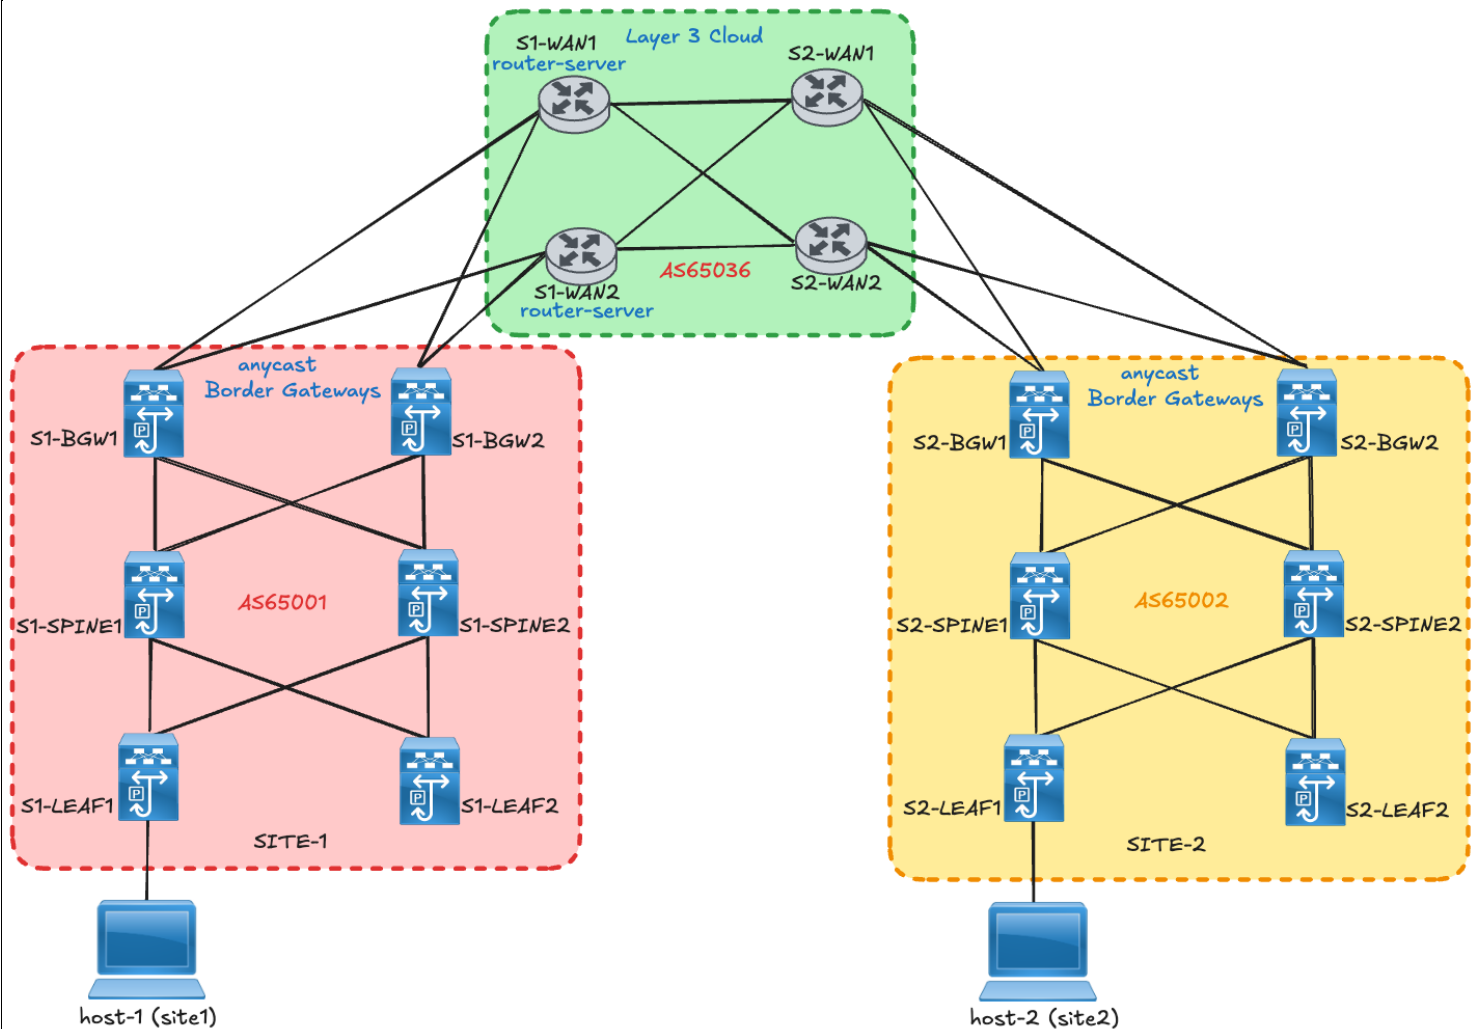 S1-WAN1
router-server
Layer 3 Cloud
S2-WAN1
S1-WAN2
router-server
AS65036
S2-WAN2
anycast
Border Gateways
S1-BGW1
S1-BGW2
P
P
AS65001
S1-SPINE1
S1-SPINE2
P
P
S1-LEAF1
S1-LEAF2
P
P
SITE-1
host-1 (site1)
anycast
Border Gateways
S2-BGW1
S2-BGW2
P
P
AS65002
S2-SPINE1
S2-SPINE2
P
P
S2-LEAF1
S2-LEAF2
P
P
SITE-2
host-2 (site2)